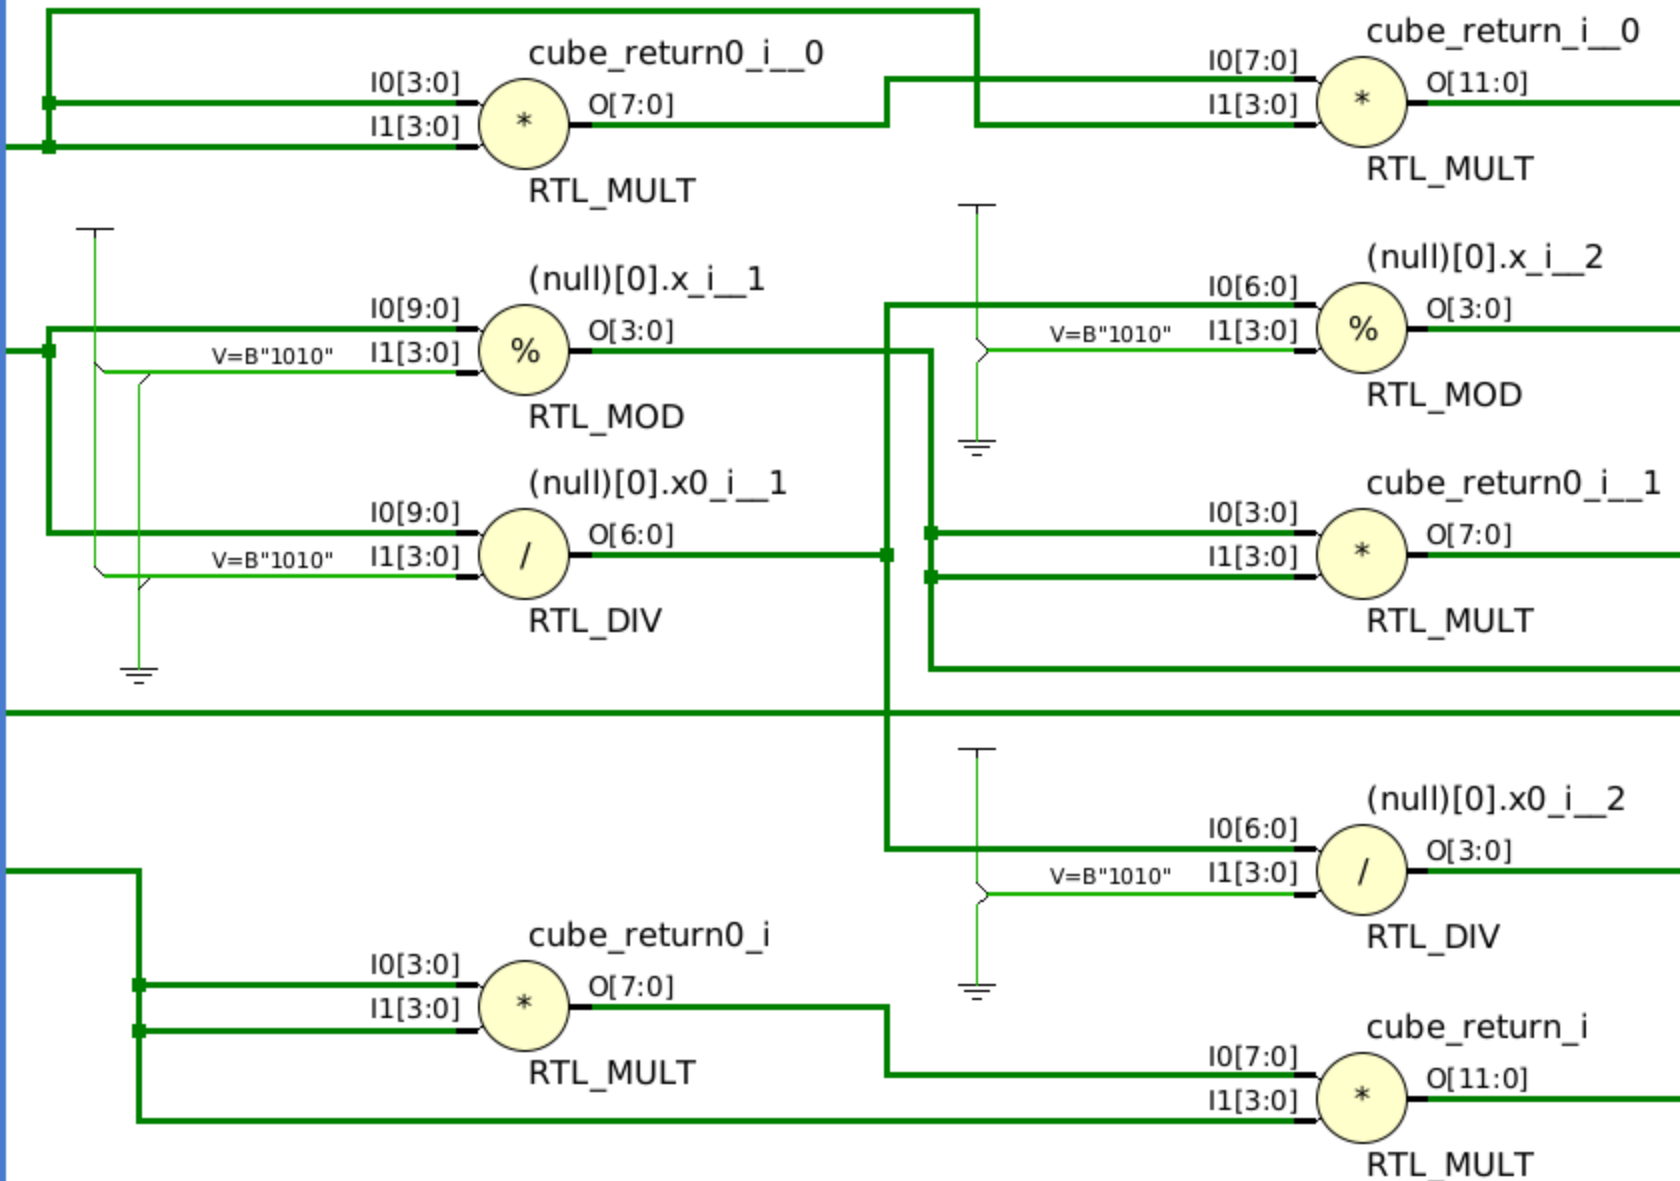 cube_return0_i__0
I0[3:0]
I1[3:0]
*
O[7:0]
RTL_MULT
cube_return_i__0
I0[7:0]
I1[3:0]
*
O[11:0]
RTL_MULT
(null)[0].x_i__1
I0[9:0]
V=B"1010"
I1[3:0]
%
O[3:0]
RTL_MOD
(null)[0].x_i__2
I0[6:0]
V=B"1010"
I1[3:0]
%
O[3:0]
RTL_MOD
(null)[0].x0_i__1
I0[9:0]
V=B"1010"
I1[3:0]
/
O[6:0]
RTL_DIV
cube_return0_i__1
I0[3:0]
I1[3:0]
*
O[7:0]
RTL_MULT
(null)[0].x0_i__2
I0[6:0]
V=B"1010"
I1[3:0]
/
O[3:0]
RTL_DIV
cube_return0_i
I0[3:0]
I1[3:0]
*
O[7:0]
RTL_MULT
cube_return_i
I0[7:0]
I1[3:0]
*
O[11:0]
RTL_MULT